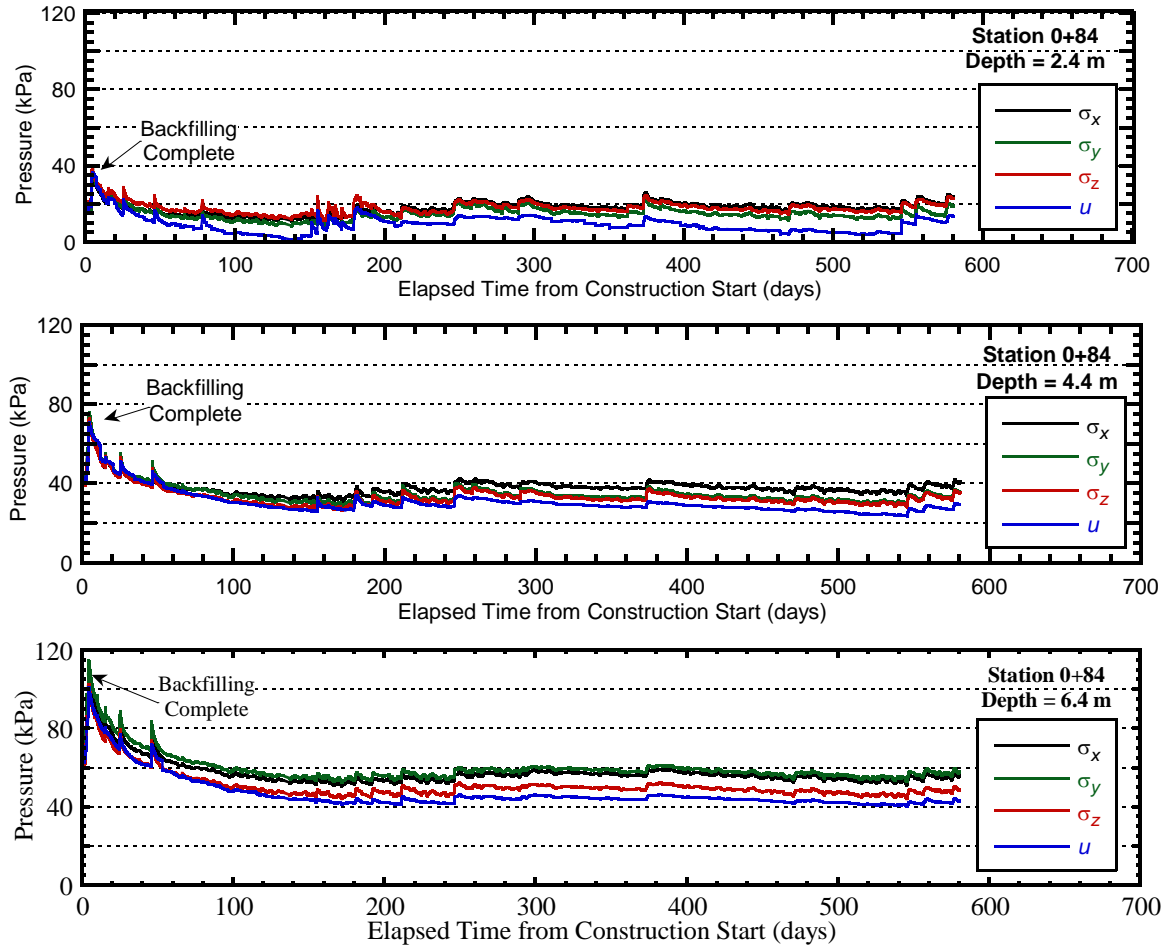 120
80
40
0
Pressure (kPa)
Backfilling
Complete
Station 0+84
Depth = 2.4 m
σx
σy
σz
u
0 100 200 300 400 500 600 700
Elapsed Time from Construction Start (days)
120
80
40
0
Pressure (kPa)
Backfilling
Complete
Station 0+84
Depth = 4.4 m
σx
σy
σz
u
0 100 200 300 400 500 600 700
Elapsed Time from Construction Start (days)
120
80
40
0
Pressure (kPa)
Backfilling
Complete
Station 0+84
Depth = 6.4 m
σx
σy
σz
u
0 100 200 300 400 500 600 700
Elapsed Time from Construction Start (days)